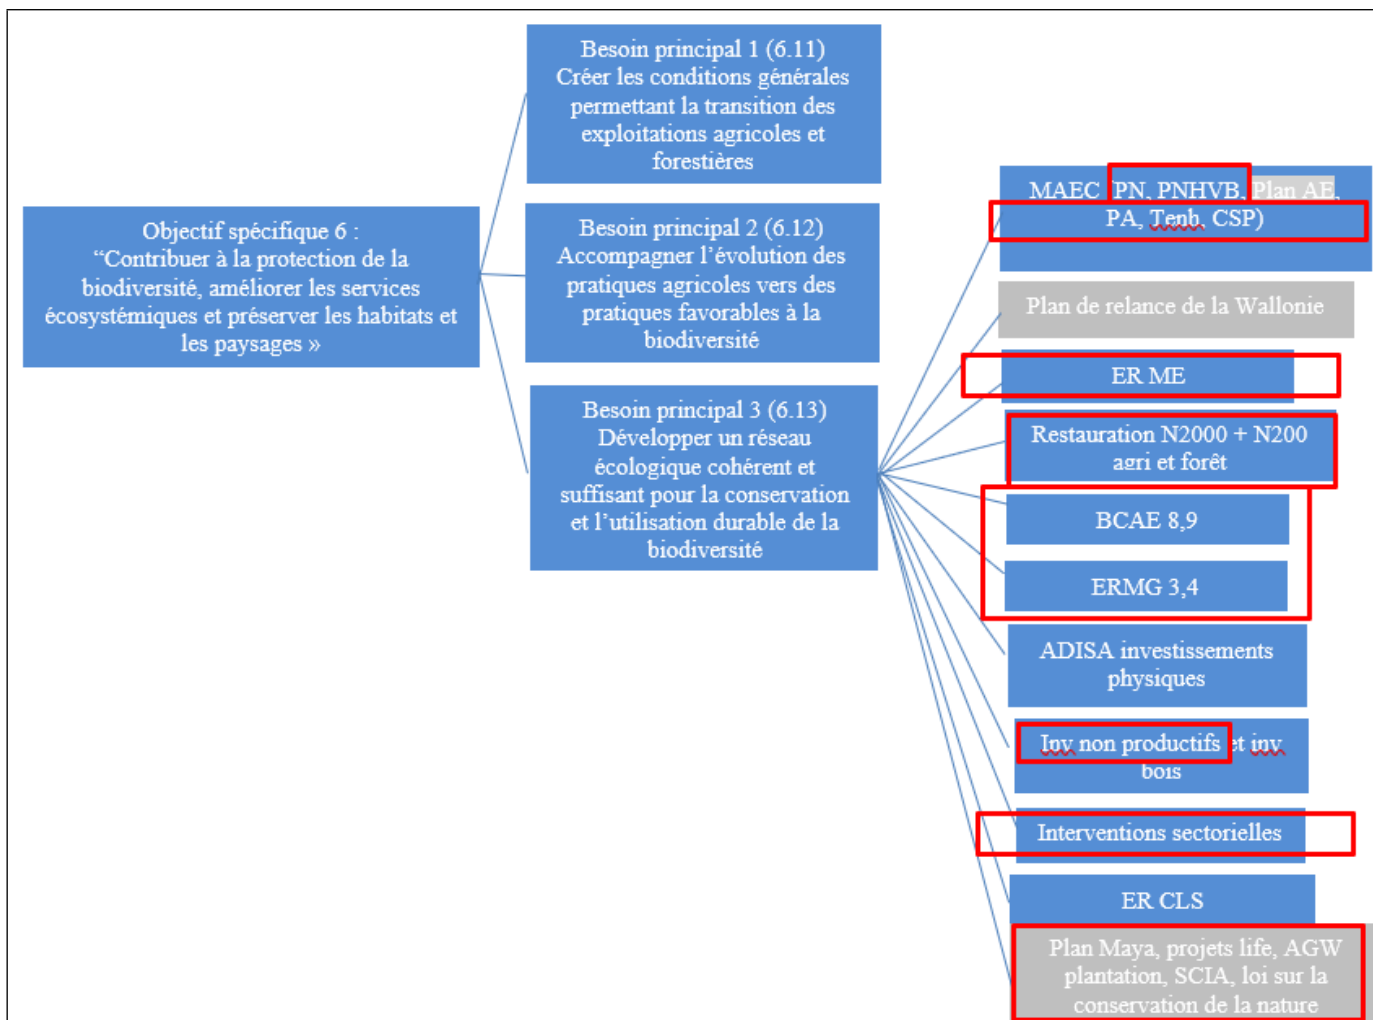 Objectif spécifique 6 :
“Contribuer à la protection de la
biodiversité, améliorer les services
écosystémiques et préserver les habitats et
les paysages »
Besoin principal 1 (6.11)
Créer les conditions générales
permettant la transition des
exploitations agricoles et
forestières
Besoin principal 2 (6.12)
Accompagner l’évolution des
pratiques agricoles vers des
pratiques favorables à la
biodiversité
Besoin principal 3 (6.13)
Développer un réseau
écologique cohérent et
suffisant pour la conservation
et l’utilisation durable de la
biodiversité
MAEC (PN, PNHVB, Plan AE,
PA, Tenb, CSP)
Plan de relance de la Wallonie
ER ME
Restauration N2000 + N200
agri et forêt
BCAE 8,9
ERMG 3,4
ADISA investissements
physiques
Inv non productifs et inv
bois
Interventions sectorielles
ER CLS
Plan Maya, projets life, AGW
plantation, SCIA, loi sur la
conservation de la nature